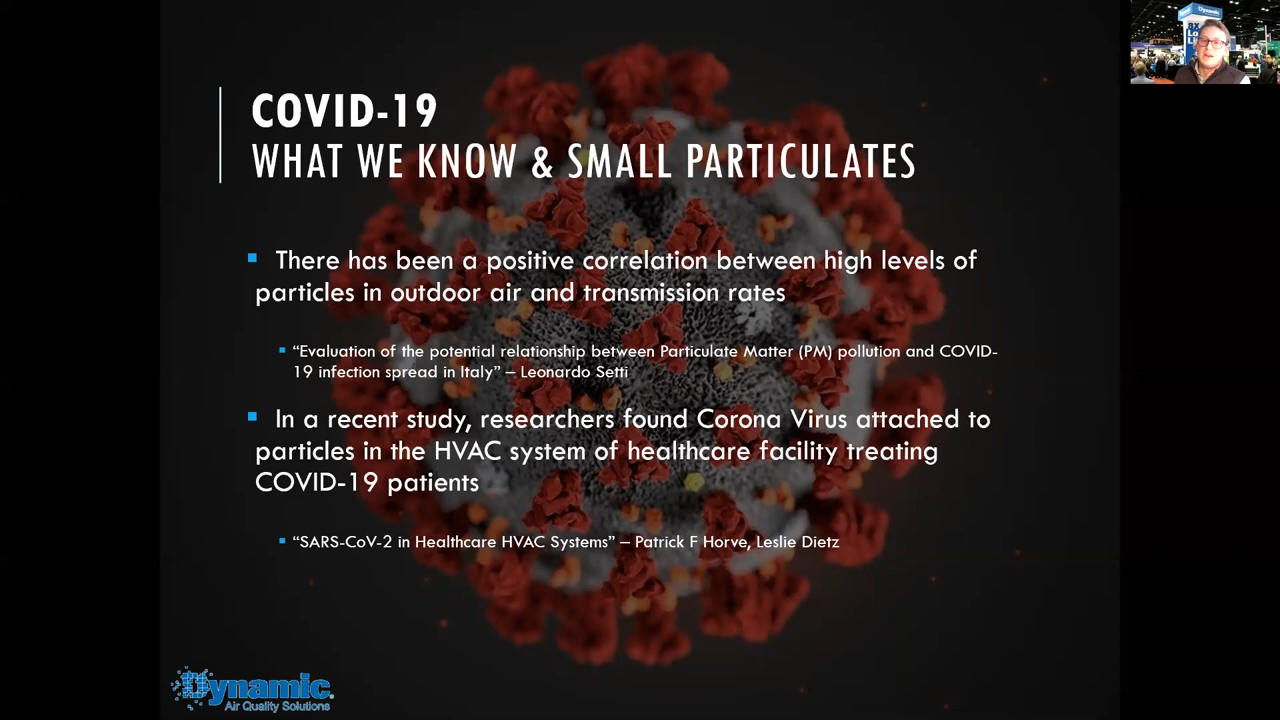 COVID-19
WHAT WE KNOW & SMALL PARTICULATES
▪ There has been a positive correlation between high levels of
particles in outdoor air and transmission rates
▪ “Evaluation of the potential relationship between Particulate Matter (PM) pollution and COVID-
19 infection spread in Italy” – Leonardo Setti
▪ In a recent study, researchers found Corona Virus attached to
particles in the HVAC system of healthcare facility treating
COVID-19 patients
▪ “SARS-CoV-2 in Healthcare HVAC Systems” – Patrick F Horve, Leslie Dietz
Dynamic.
Air Quality Solutions
Dynamic